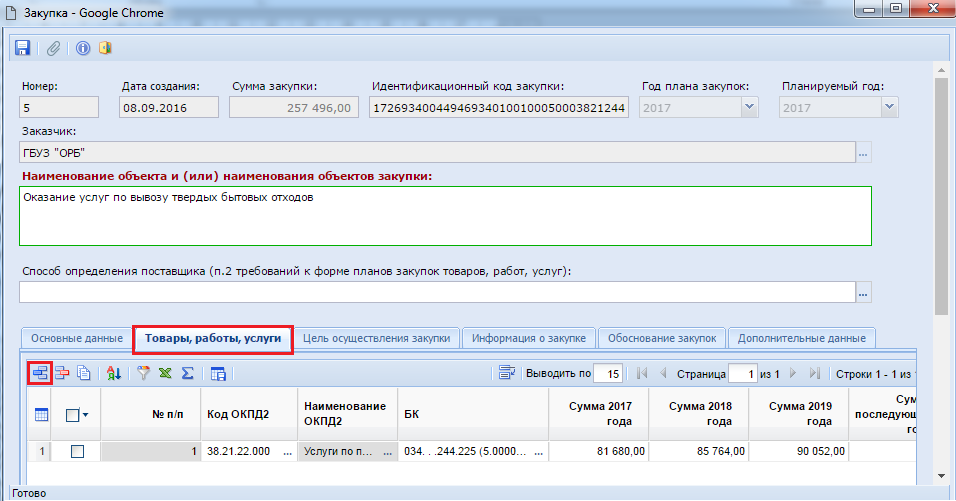 Закупка - Google Chrome
Номер: Дата создания: Сумма закупки: Идентификационный код закупки: Год плана закупок: Планируемый год:
5 08.09.2016 257 496,00 172693400449469340100100050003821244 2017 2017
Заказчик:
ГБУЗ "ОРБ" ...
Наименование объекта и (или) наименования объектов закупки:
Оказание услуг по вывозу твердых бытовых отходов
Способ определения поставщика (п.2 требований к форме планов закупок товаров, работ, услуг):
...
Основные данные Товары, работы, услуги Цель осуществления закупки Информация о закупке Обоснование закупок Дополнительные данные
Выводить по 15 Страница 1 из 1 Строки 1 - 1 из
№ п/п Код ОКПД2 Наименование ОКПД2 БК Сумма 2017 года Сумма 2018 года Сумма 2019 года
1 1 38.21.22.000 ... Услуги по п... ... 034. . .244.225 (5.0000... ... 81 680,00 85 764,00 90 052,00
Готово